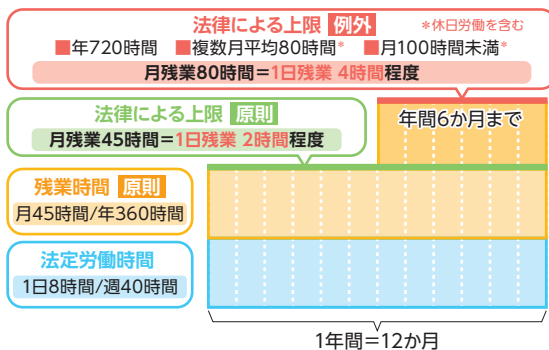 法律による上限 例外 *休日労働を含む
■年720時間 ■複数月平均80時間* ■月100時間未満*
月残業80時間=1日残業 4時間程度
法律による上限 原則
月残業45時間=1日残業 2時間程度
年間6か月まで
残業時間 原則
月45時間/年360時間
法定労働時間
1日8時間/週40時間
1年間=12か月